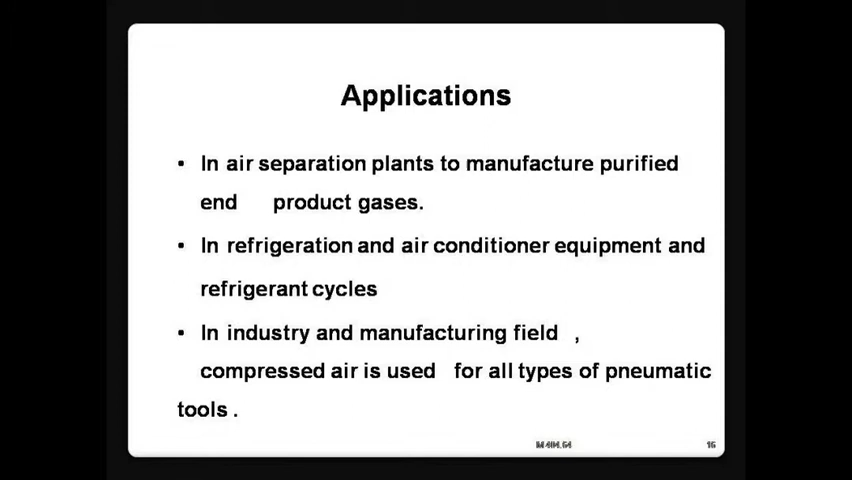 Applications
• In air separation plants to manufacture purified
end product gases.
• In refrigeration and air conditioner equipment and
refrigerant cycles
• In industry and manufacturing field ,
compressed air is used for all types of pneumatic
tools .
16